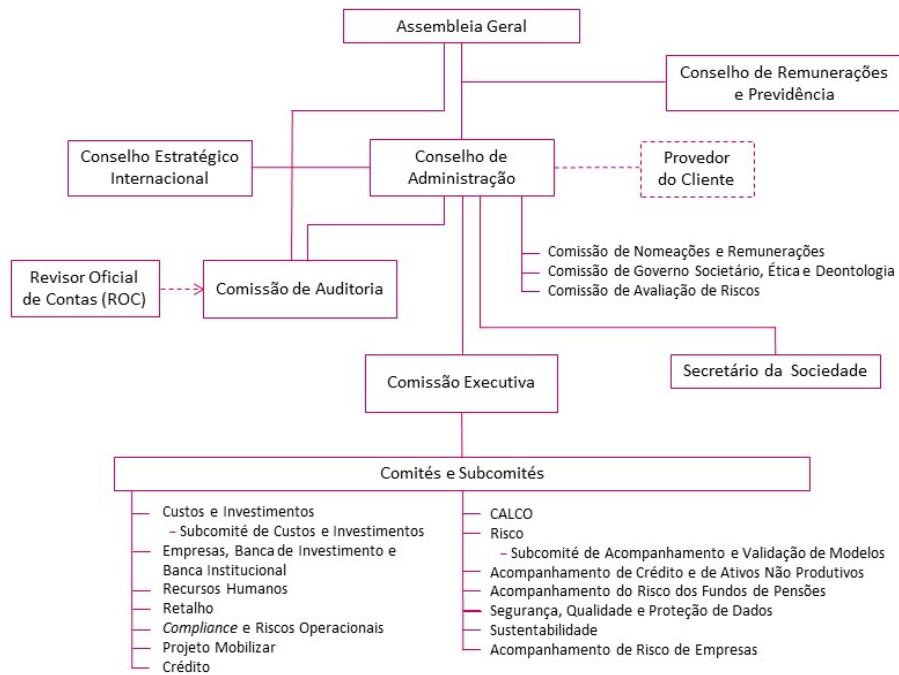 Assembleia Geral
Conselho de Remunerações
e Previdência
Conselho Estratégico
Internacional
Conselho de
Administração
Provedor
do Cliente
Comissão de Nomeações e Remunerações
Comissão de Governo Societário, Ética e Deontologia
Comissão de Avaliação de Riscos
Revisor Oficial
de Contas (ROC)
Comissão de Auditoria
Comissão Executiva
Secretário da Sociedade
Comités e Subcomités
Custos e Investimentos
– Subcomité de Custos e Investimentos
Empresas, Banca de Investimento e
Banca Institucional
Recursos Humanos
Retalho
Compliance e Riscos Operacionais
Projeto Mobilizar
Crédito
CALCO
Risco
– Subcomité de Acompanhamento e Validação de Modelos
Acompanhamento de Crédito e de Ativos Não Produtivos
Acompanhamento do Risco dos Fundos de Pensões
Segurança, Qualidade e Proteção de Dados
Sustentabilidade
Acompanhamento de Risco de Empresas